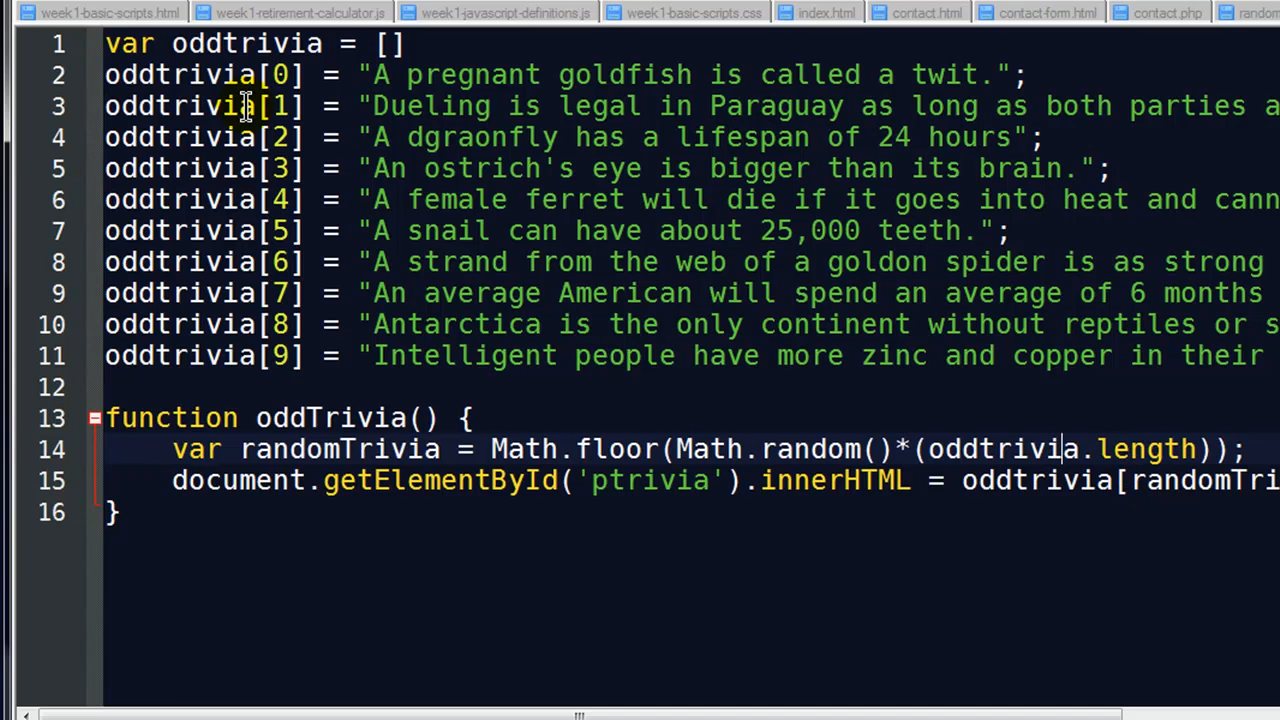 week1-basic-scripts.html week1-retirement-calculator.js week1-javascript-definitions.js week1-basic-scripts.css index.html contact.html contact-form.html contact.php random
1 var oddtrivia = []
2 oddtrivia[0] = "A pregnant goldfish is called a twit.";
3 oddtrivia[1] = "Dueling is legal in Paraguay as long as both parties a
4 oddtrivia[2] = "A dgraonfly has a lifespan of 24 hours";
5 oddtrivia[3] = "An ostrich's eye is bigger than its brain.";
6 oddtrivia[4] = "A female ferret will die if it goes into heat and cann
7 oddtrivia[5] = "A snail can have about 25,000 teeth.";
8 oddtrivia[6] = "A strand from the web of a goldon spider is as strong
9 oddtrivia[7] = "An average American will spend an average of 6 months
10 oddtrivia[8] = "Antarctica is the only continent without reptiles or s
11 oddtrivia[9] = "Intelligent people have more zinc and copper in their
12
13 function oddTrivia() {
14 var randomTrivia = Math.floor(Math.random()*(oddtrivia.length));
15 document.getElementById('ptrivia').innerHTML = oddtrivia[randomTri
16 }